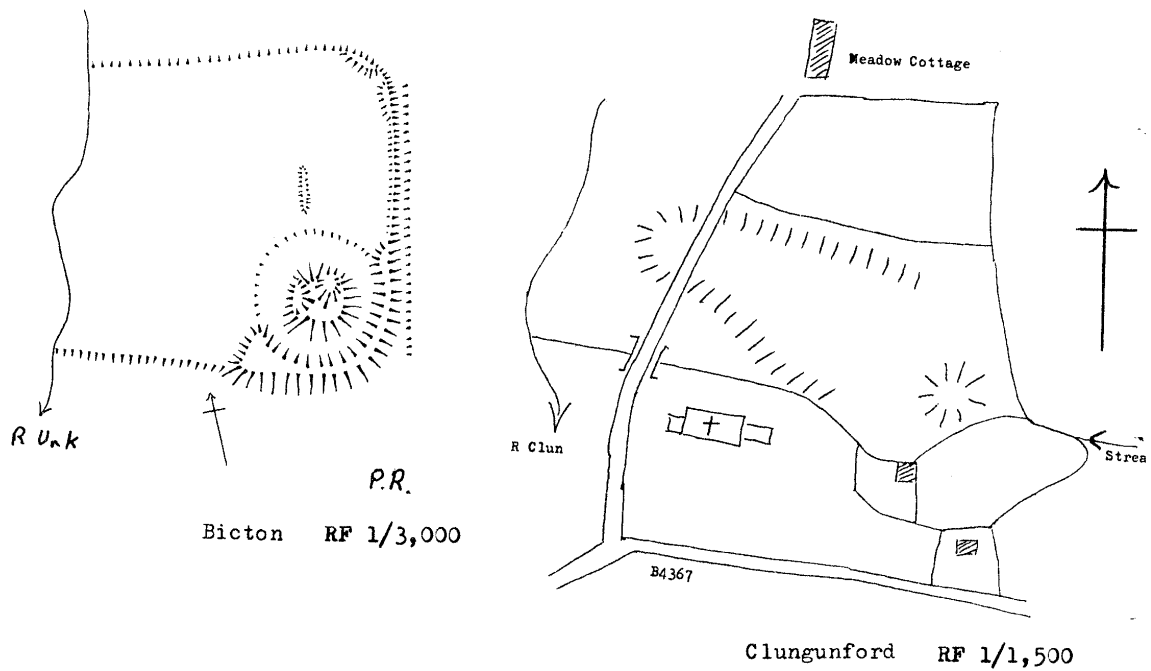 R Unk
P.R.
Bicton RF 1/3,000
Meadow Cottage
R Clun
Strea
B4367
Clungunford RF 1/1,500